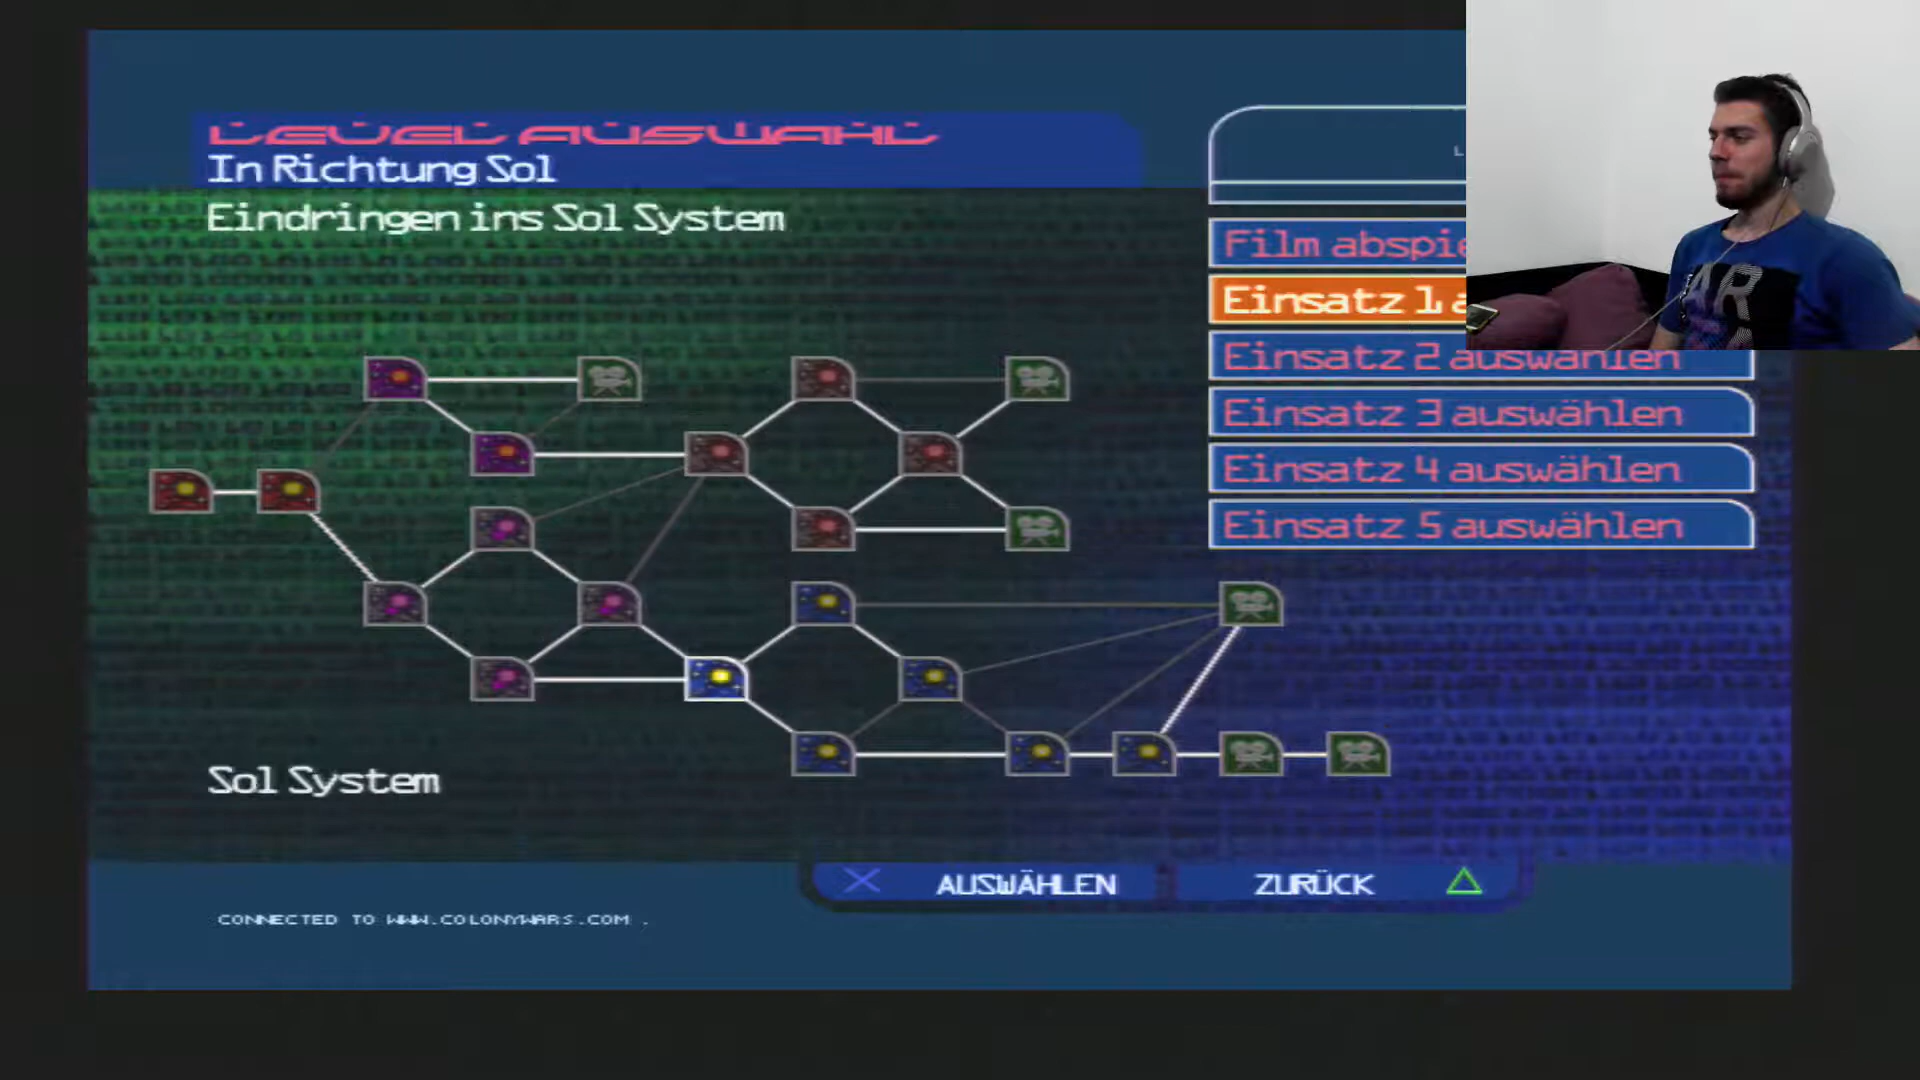 LEVEL AUSWAHL
In Richtung Sol
Eindringen ins Sol System
Film abspie
Einsatz 1 a
Einsatz 2 auswählen
Einsatz 3 auswählen
Einsatz 4 auswählen
Einsatz 5 auswählen
Sol System
AUSWÄHLEN
ZURÜCK
CONNECTED TO WWW.COLONYWARS.COM .
AR